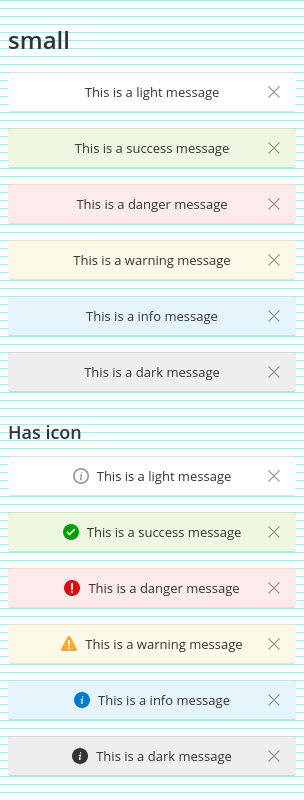 small
This is a light message
This is a success message
This is a danger message
This is a warning message
This is a info message
This is a dark message
Has icon
This is a light message
This is a success message
This is a danger message
This is a warning message
This is a info message
This is a dark message